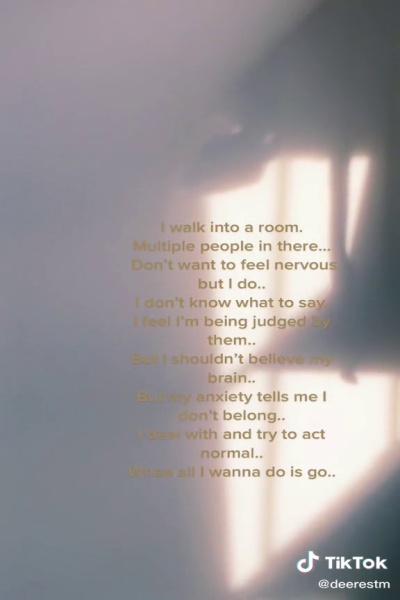 I walk into a room.
Multiple people in there...
Don't want to feel nervous
but I do..
I don't know what to say
I feel I'm being judged by
them..
But I shouldn't believe my
brain..
But my anxiety tells me I
don't belong..
I deal with and try to act
normal..
When all I wanna do is go..
TikTok
@deerestm